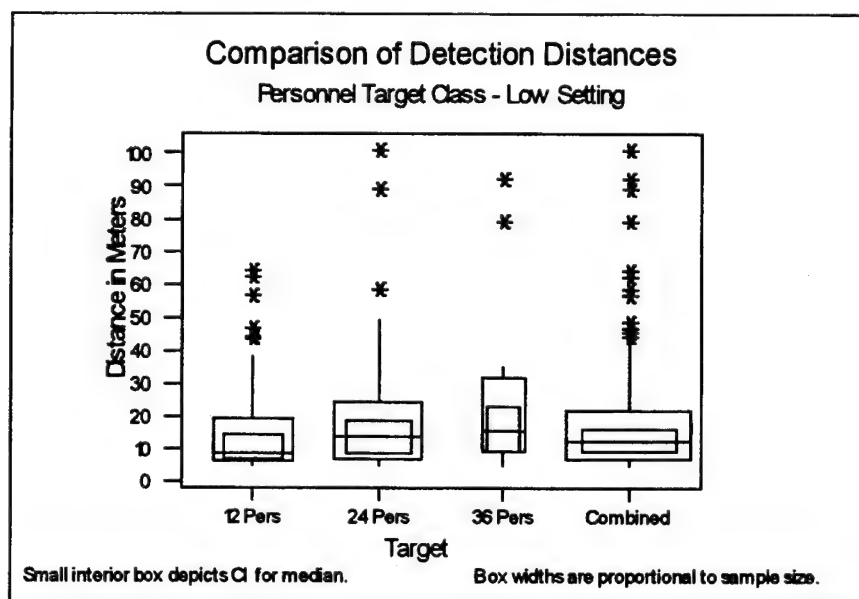 Comparison of Detection Distances
Personnel Target Class - Low Setting
Distance in Meters
100
90
80
70
60
50
40
30
20
10
0
12 Pers 24 Pers 36 Pers Combined
Target
Small interior box depicts CI for median. Box widths are proportional to sample size.